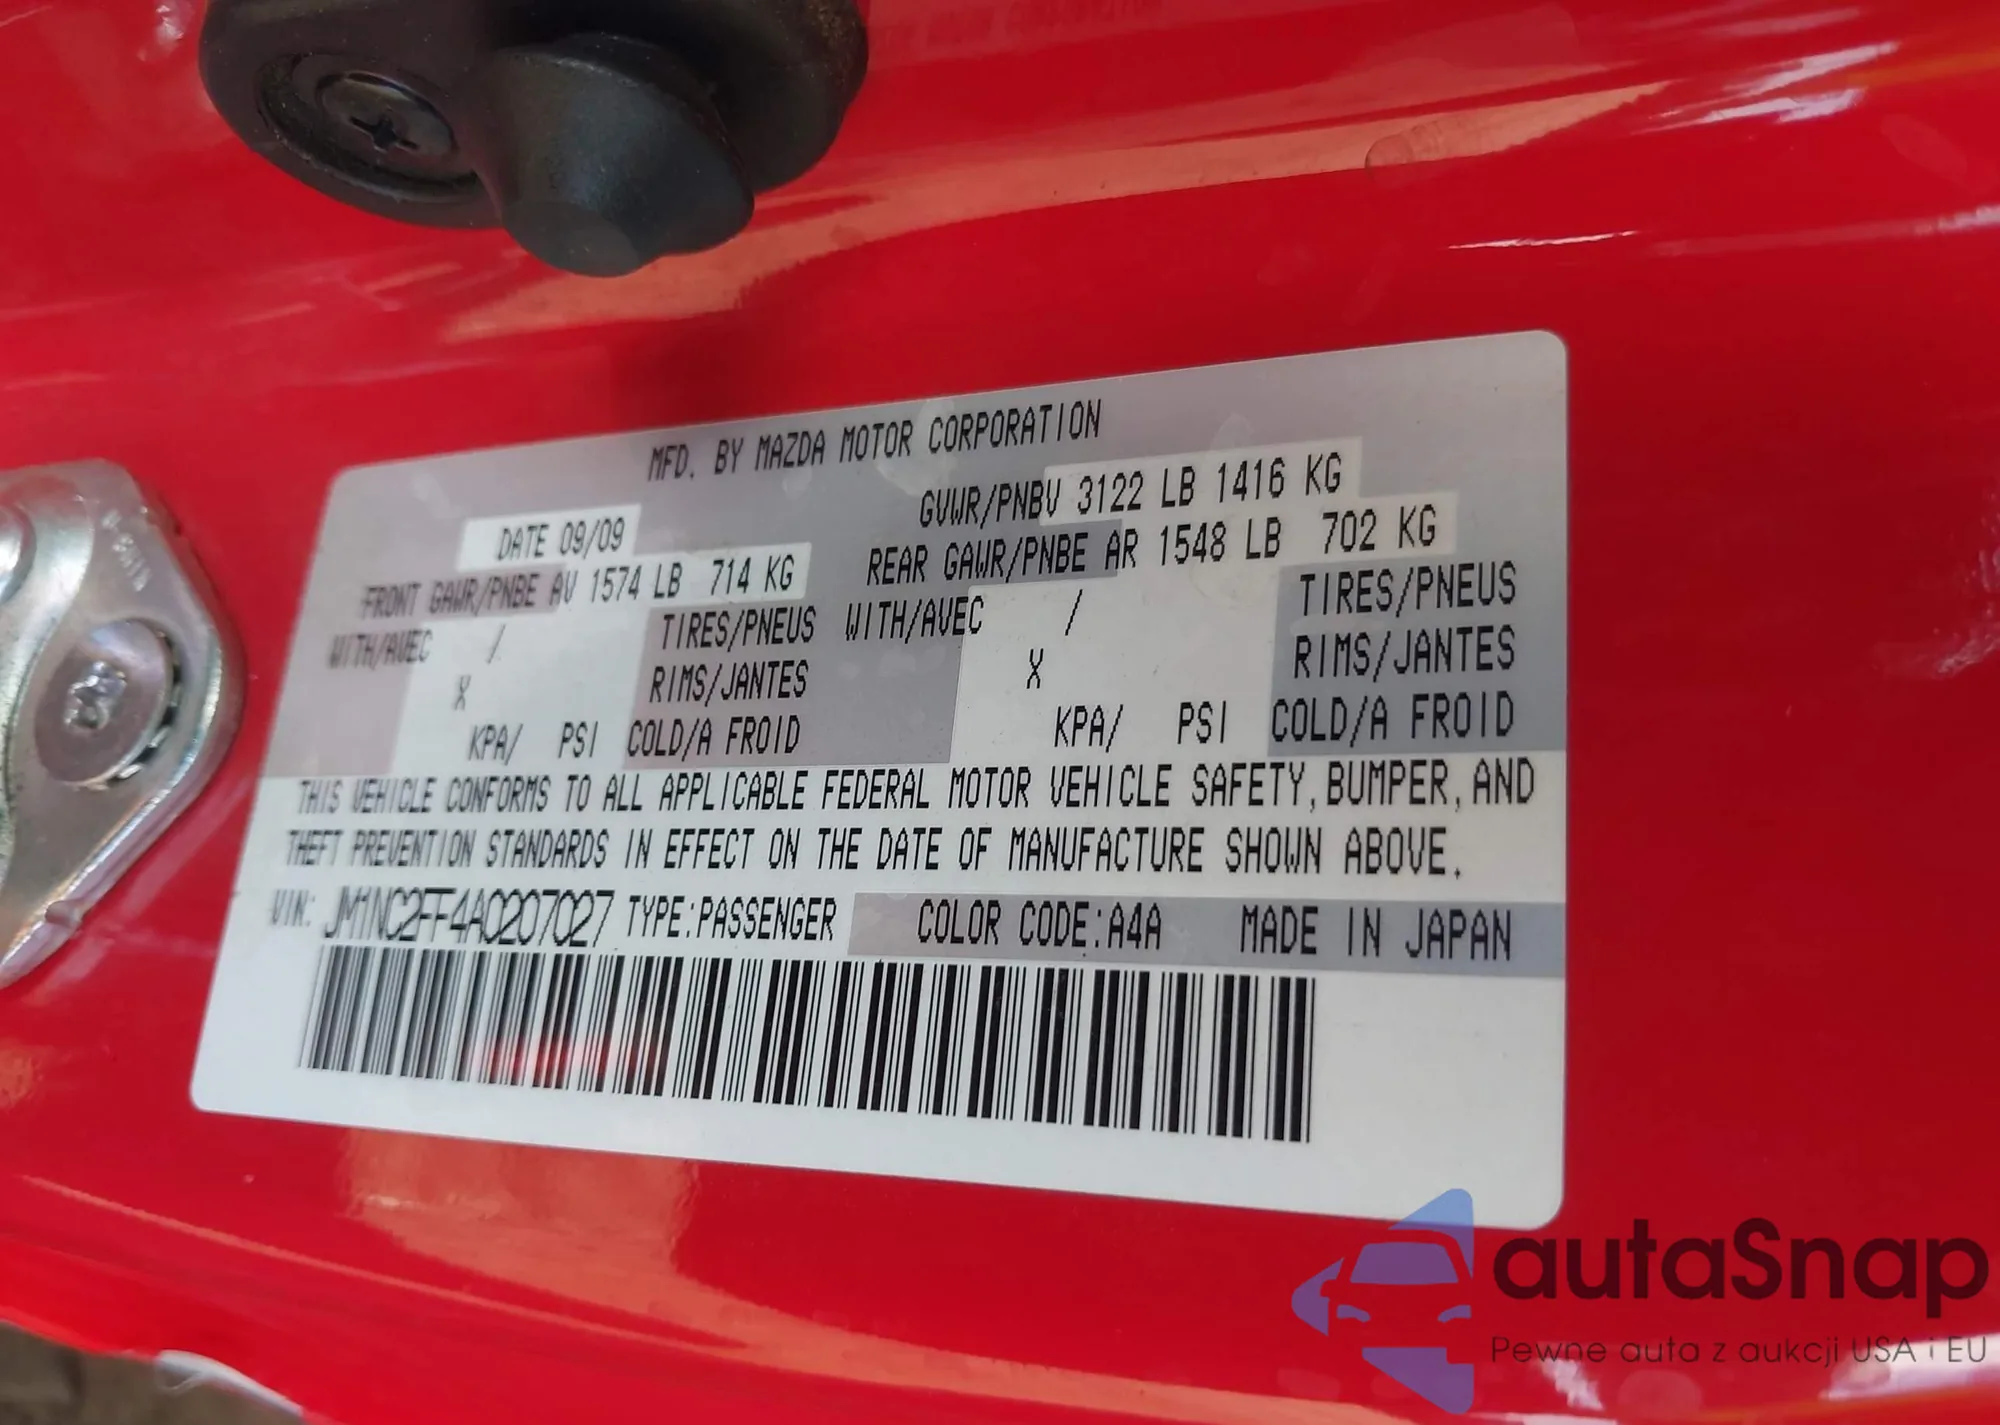 MFD. BY MAZDA MOTOR CORPORATION
DATE 09/09 GVWR/PNBV 3122 LB 1416 KG
FRONT GAWR/PNBE AV 1574 LB 714 KG REAR GAWR/PNBE AR 1548 LB 702 KG
WITH/AVEC / TIRES/PNEUS WITH/AVEC / TIRES/PNEUS
X RIMS/JANTES X RIMS/JANTES
KPA/ PSI COLD/A FROID KPA/ PSI COLD/A FROID
THIS VEHICLE CONFORMS TO ALL APPLICABLE FEDERAL MOTOR VEHICLE SAFETY, BUMPER, AND
THEFT PREVENTION STANDARDS IN EFFECT ON THE DATE OF MANUFACTURE SHOWN ABOVE.
VIN: JM1NC2FF4A0207027 TYPE:PASSENGER COLOR CODE:A4A MADE IN JAPAN
autaSnap
Pewne auta z aukcji USA i EU